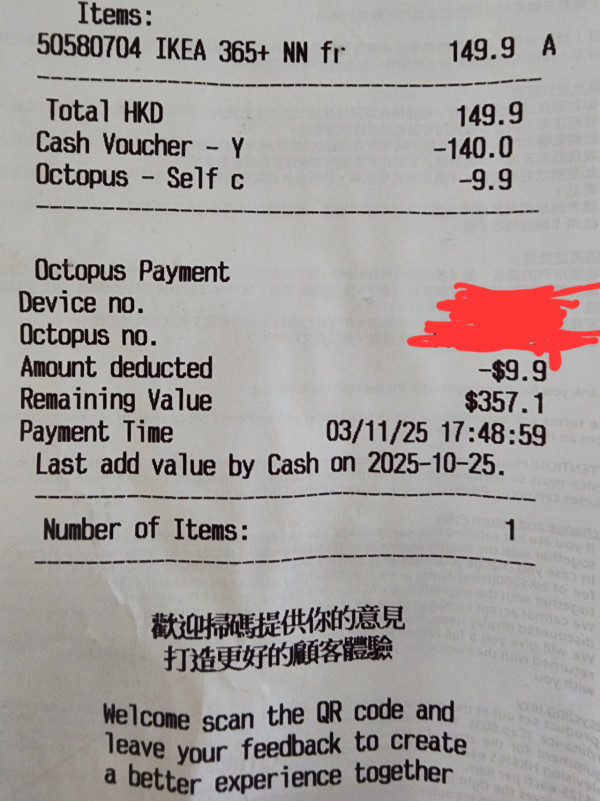 Items:
50580704 IKEA 365+ NN fr 149.9 A
Total HKD 149.9
Cash Voucher - Y -140.0
Octopus - Self c -9.9
Octopus Payment
Device no.
Octopus no.
Amount deducted -$9.9
Remaining Value $357.1
Payment Time 03/11/25 17:48:59
Last add value by Cash on 2025-10-25.
Number of Items: 1
歡迎掃碼提供你的意見
打造更好的顧客體驗
Welcome scan the QR code and
leave your feedback to create
a better experience together